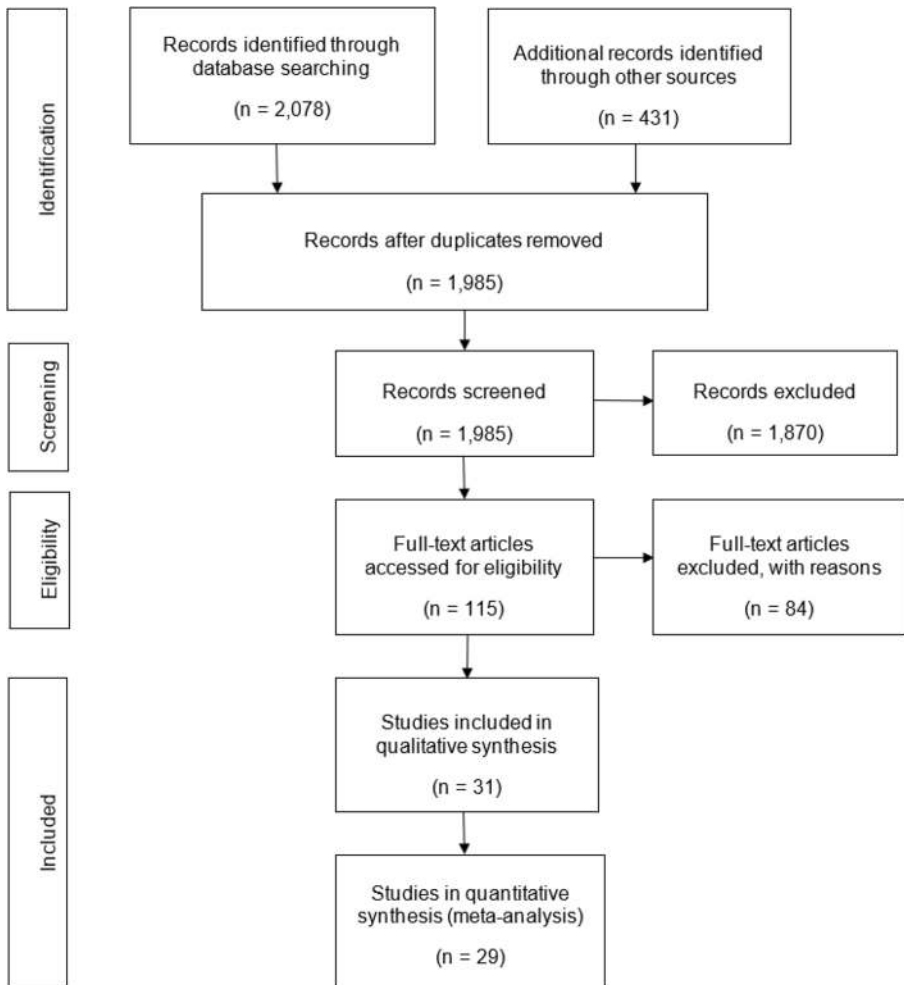 Identification
Records identified through
database searching
(n = 2,078)
Additional records identified
through other sources
(n = 431)
Records after duplicates removed
(n = 1,985)
Screening
Records screened
(n = 1,985)
Records excluded
(n = 1,870)
Eligibility
Full-text articles
accessed for eligibility
(n = 115)
Full-text articles
excluded, with reasons
(n = 84)
Included
Studies included in
qualitative synthesis
(n = 31)
Studies in quantitative
synthesis (meta-analysis)
(n = 29)